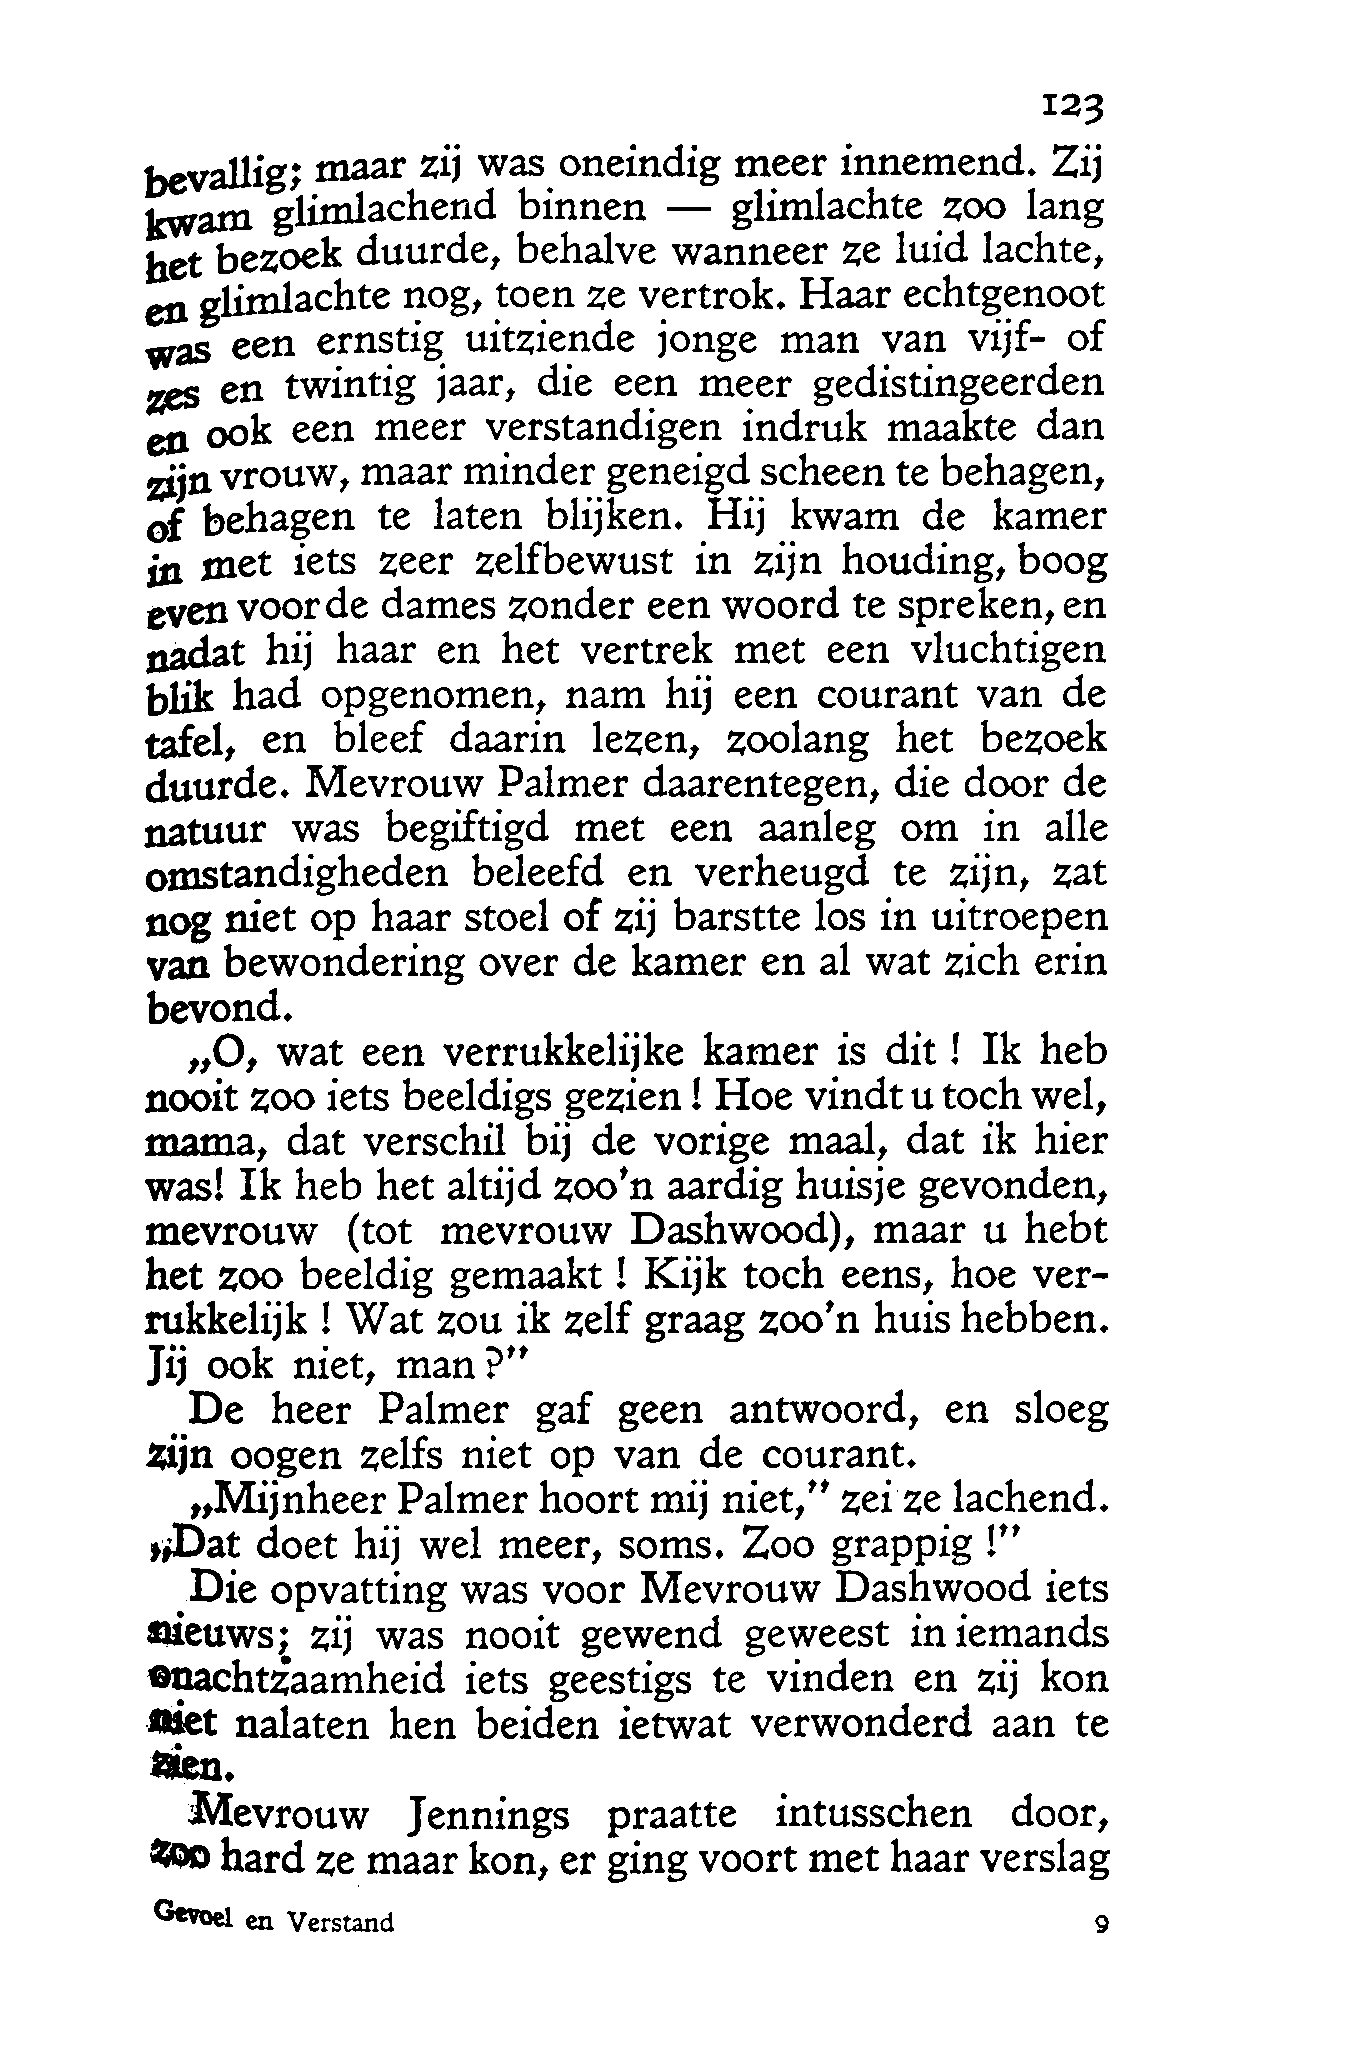 123
bevallig; maar zij was oneindig meer innemend. Zij
kwam glimlachend binnen — glimlachte zoo lang
het bezoek duurde, behalve wanneer ze luid lachte,
en glimlachte nog, toen ze vertrok. Haar echtgenoot
was een ernstig uitziende jonge man van vijf- of
zes en twintig jaar, die een meer gedistingeerden
en ook een meer verstandigen indruk maakte dan
zijn vrouw, maar minder geneigd scheen te behagen,
of behagen te laten blijken. Hij kwam de kamer
in met iets zeer zelfbewust in zijn houding, boog
even voor de dames zonder een woord te spreken, en
nadat hij haar en het vertrek met een vluchtigen
blik had opgenomen, nam hij een courant van de
tafel, en bleef daarin lezen, zoolang het bezoek
duurde. Mevrouw Palmer daarentegen, die door de
natuur was begiftigd met een aanleg om in alle
omstandigheden beleefd en verheugd te zijn, zat
nog niet op haar stoel of zij barstte los in uitroepen
van bewondering over de kamer en al wat zich erin
bevond.
„O, wat een verrukkelijke kamer is dit ! Ik heb
nooit zoo iets beeldigs gezien ! Hoe vindt u toch wel,
mama, dat verschil bij de vorige maal, dat ik hier
was! Ik heb het altijd zoo'n aardig huisje gevonden,
mevrouw (tot mevrouw Dashwood), maar u hebt
het zoo beeldig gemaakt ! Kijk toch eens, hoe ver-
rukkelijk ! Wat zou ik zelf graag zoo'n huis hebben.
Jij ook niet, man ?"
De heer Palmer gaf geen antwoord, en sloeg
zijn oogen zelfs niet op van de courant.
„Mijnheer Palmer hoort mij niet," zei ze lachend.
„Dat doet hij wel meer, soms. Zoo grappig !"
Die opvatting was voor Mevrouw Dashwood iets
nieuws; zij was nooit gewend geweest in iemands
onachtzaamheid iets geestigs te vinden en zij kon
niet nalaten hen beiden ietwat verwonderd aan te
zien.
Mevrouw Jennings praatte intusschen door,
zoo hard ze maar kon, er ging voort met haar verslag
Gevoel en Verstand 9